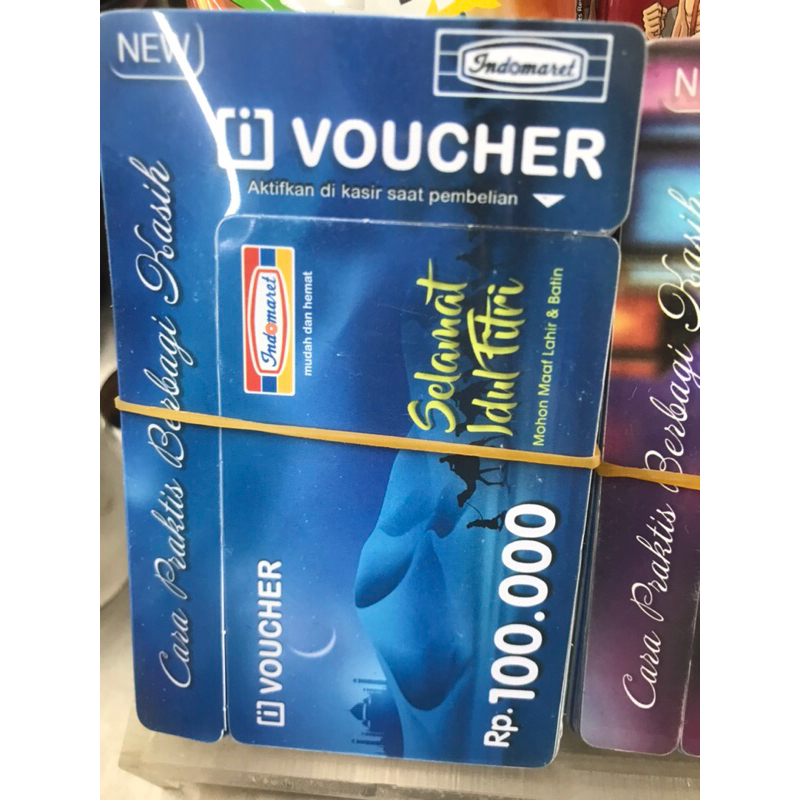 NEW
Indomaret
[i] VOUCHER
Aktifkan di kasir saat pembelian
Cara Praktis Berbagi Kasih
Indomaret
mudah dan hemat
Selamat
Idul Fitri
Mohon Maaf Lahir & Batin
[i] VOUCHER
Rp.100.000
N
Cara Praktis Berbagi Kasih